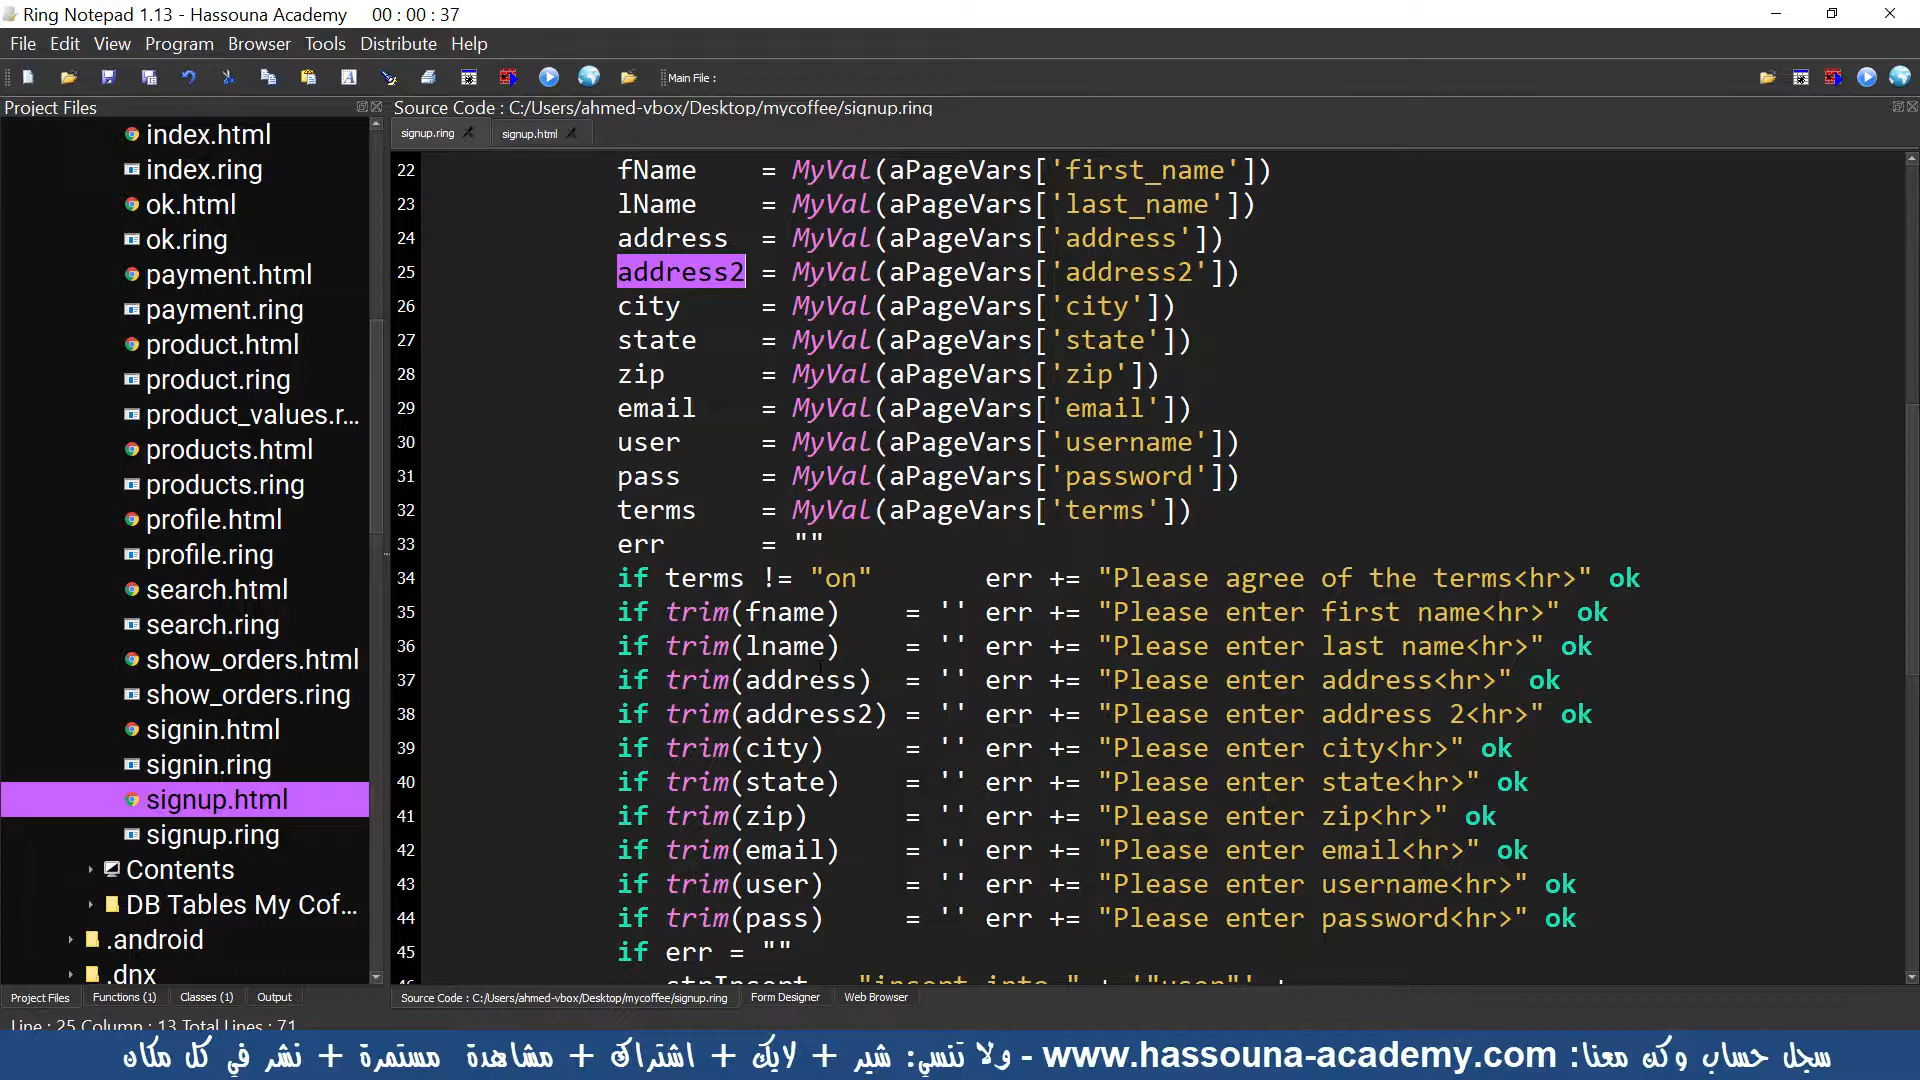 Ring Notepad 1.13 - Hassouna Academy 00 : 00 : 37
File Edit View Program Browser Tools Distribute Help
Main File :
Project Files
Source Code : C:/Users/ahmed-vbox/Desktop/mycoffee/signup.ring
signup.ring signup.html
index.html
index.ring
ok.html
ok.ring
payment.html
payment.ring
product.html
product.ring
product_values.r...
products.html
products.ring
profile.html
profile.ring
search.html
search.ring
show_orders.html
show_orders.ring
signin.html
signin.ring
signup.html
signup.ring
Contents
DB Tables My Cof...
.android
.dnx
22 fName = MyVal(aPageVars['first_name'])
23 lName = MyVal(aPageVars['last_name'])
24 address = MyVal(aPageVars['address'])
25 address2 = MyVal(aPageVars['address2'])
26 city = MyVal(aPageVars['city'])
27 state = MyVal(aPageVars['state'])
28 zip = MyVal(aPageVars['zip'])
29 email = MyVal(aPageVars['email'])
30 user = MyVal(aPageVars['username'])
31 pass = MyVal(aPageVars['password'])
32 terms = MyVal(aPageVars['terms'])
33 err = ""
34 if terms != "on" err += "Please agree of the terms<hr>" ok
35 if trim(fname) = '' err += "Please enter first name<hr>" ok
36 if trim(lname) = '' err += "Please enter last name<hr>" ok
37 if trim(address) = '' err += "Please enter address<hr>" ok
38 if trim(address2) = '' err += "Please enter address 2<hr>" ok
39 if trim(city) = '' err += "Please enter city<hr>" ok
40 if trim(state) = '' err += "Please enter state<hr>" ok
41 if trim(zip) = '' err += "Please enter zip<hr>" ok
42 if trim(email) = '' err += "Please enter email<hr>" ok
43 if trim(user) = '' err += "Please enter username<hr>" ok
44 if trim(pass) = '' err += "Please enter password<hr>" ok
45 if err = ""
Project Files Functions (1) Classes (1) Output
Source Code : C:/Users/ahmed-vbox/Desktop/mycoffee/signup.ring Form Designer Web Browser
Line : 25 Column : 13 Total Lines : 71
سجل حساب وكن معنا: www.hassouna-academy.com - ولا تنسي: شير + لايك + اشتراك + مشاهدة مستمرة + نشر في كل مكان